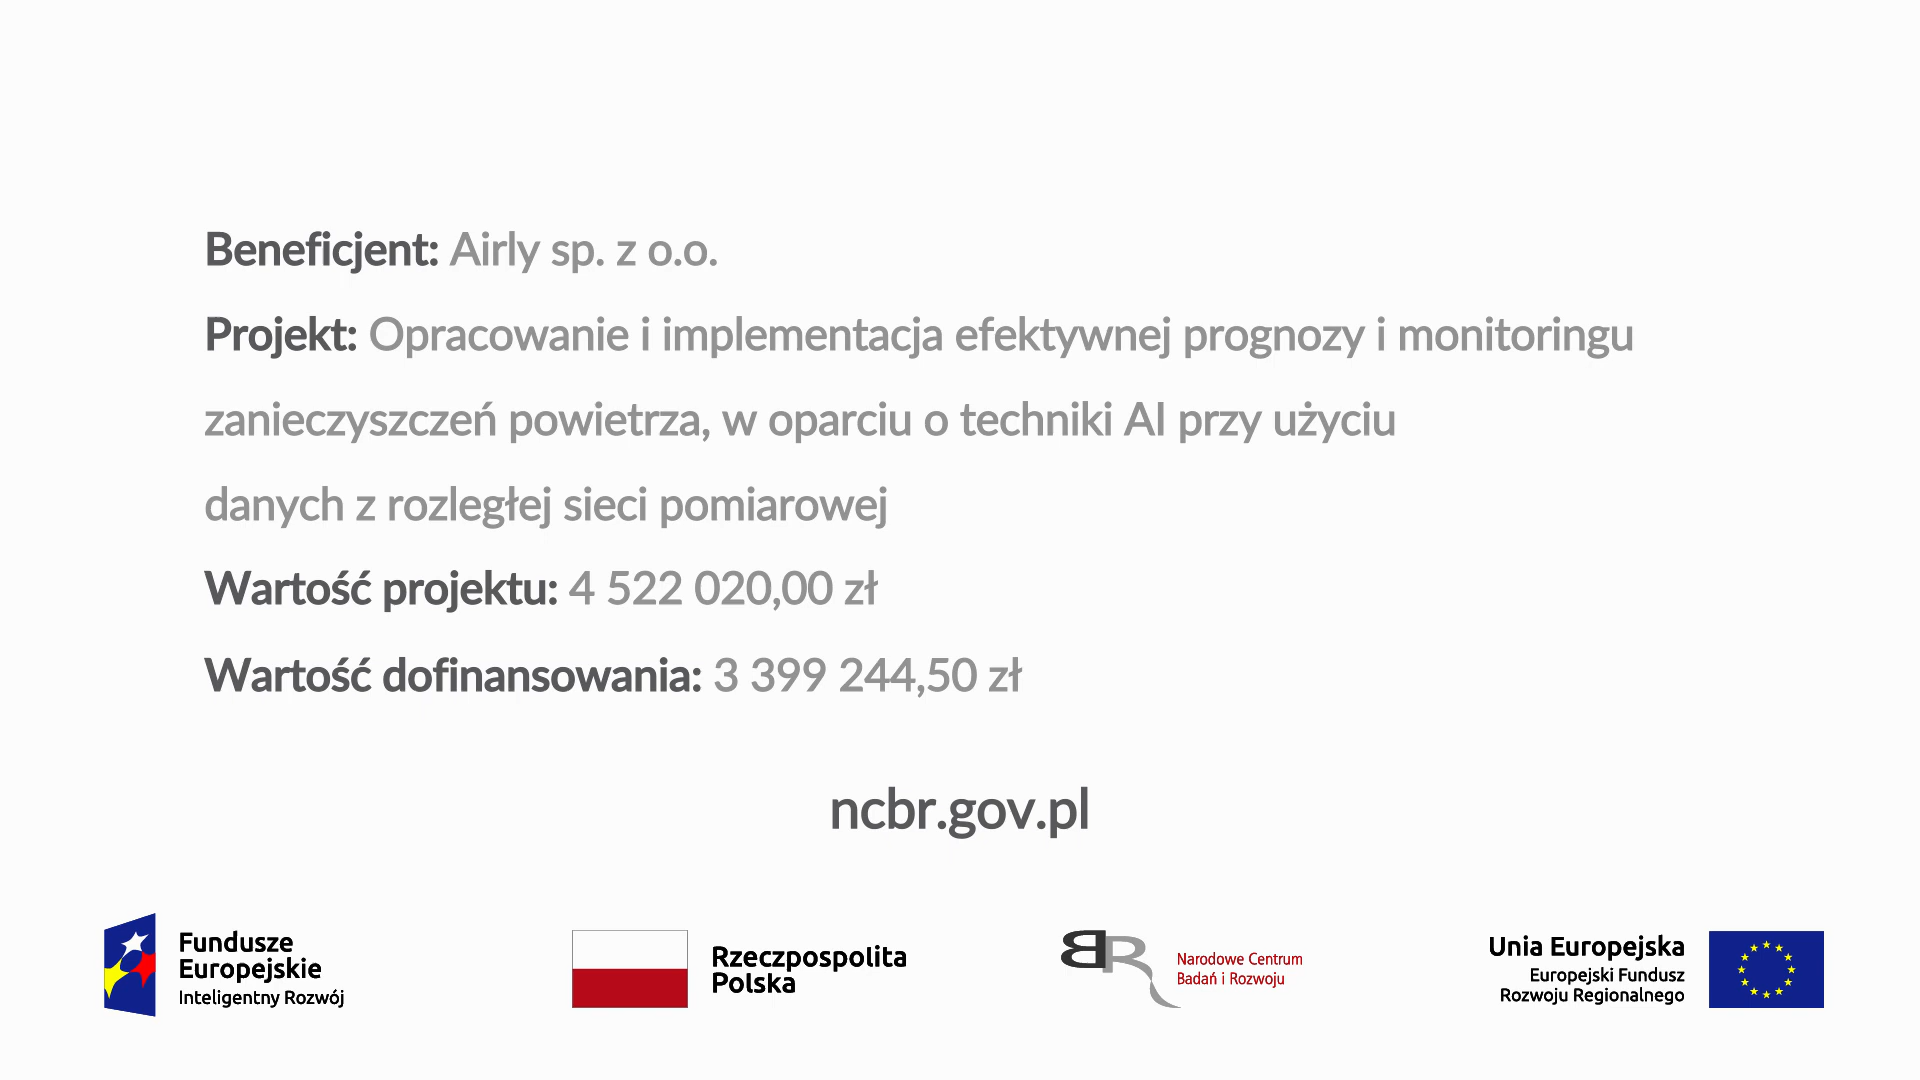 Beneficjent: Airly sp. z o.o.
Projekt: Opracowanie i implementacja efektywnej prognozy i monitoringu
zanieczyszczeń powietrza, w oparciu o techniki AI przy użyciu
danych z rozległej sieci pomiarowej
Wartość projektu: 4 522 020,00 zł
Wartość dofinansowania: 3 399 244,50 zł
ncbr.gov.pl
Fundusze
Europejskie
Inteligentny Rozwój
Rzeczpospolita
Polska
BR
Narodowe Centrum
Badań i Rozwoju
Unia Europejska
Europejski Fundusz
Rozwoju Regionalnego